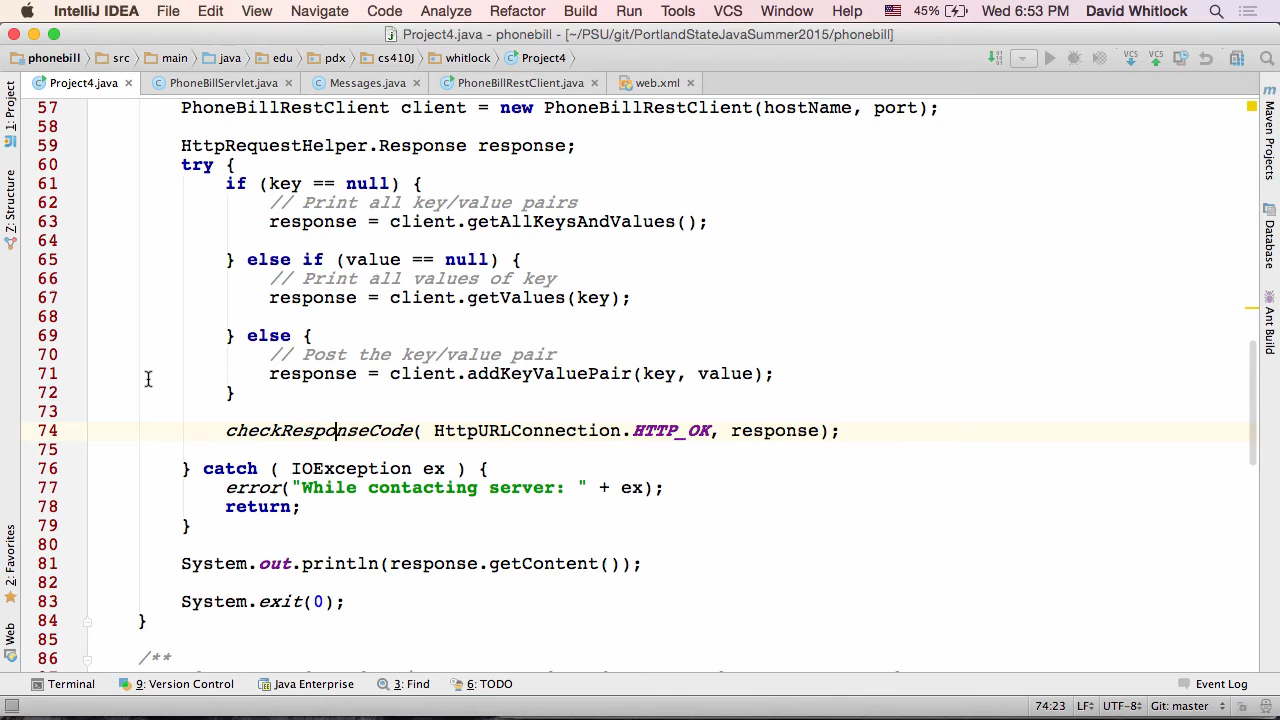 IntelliJ IDEA File Edit View Navigate Code Analyze Refactor Build Run Tools VCS Window Help 45% Wed 6:53 PM David Whitlock
Project4.java - phonebill - [~/PSU/git/PortlandStateJavaSummer2015/phonebill]
phonebill src main java edu pdx cs410J whitlock Project4
VCS VCS
Project4.java PhoneBillServlet.java Messages.java PhoneBillRestClient.java web.xml
1: Project
Z: Structure
2: Favorites
Web
57 PhoneBillRestClient client = new PhoneBillRestClient(hostName, port);
58
59 HttpRequestHelper.Response response;
60 try {
61 if (key == null) {
62 // Print all key/value pairs
63 response = client.getAllKeysAndValues();
64
65 } else if (value == null) {
66 // Print all values of key
67 response = client.getValues(key);
68
69 } else {
70 // Post the key/value pair
71 response = client.addKeyValuePair(key, value);
72 }
73
74 checkResponseCode( HttpURLConnection.HTTP_OK, response);
75
76 } catch ( IOException ex ) {
77 error("While contacting server: " + ex);
78 return;
79 }
80
81 System.out.println(response.getContent());
82
83 System.exit(0);
84 }
85
86 /**
Maven Projects
Database
Ant Build
Terminal 9: Version Control Java Enterprise 3: Find 6: TODO Event Log
74:23 LF UTF-8 Git: master